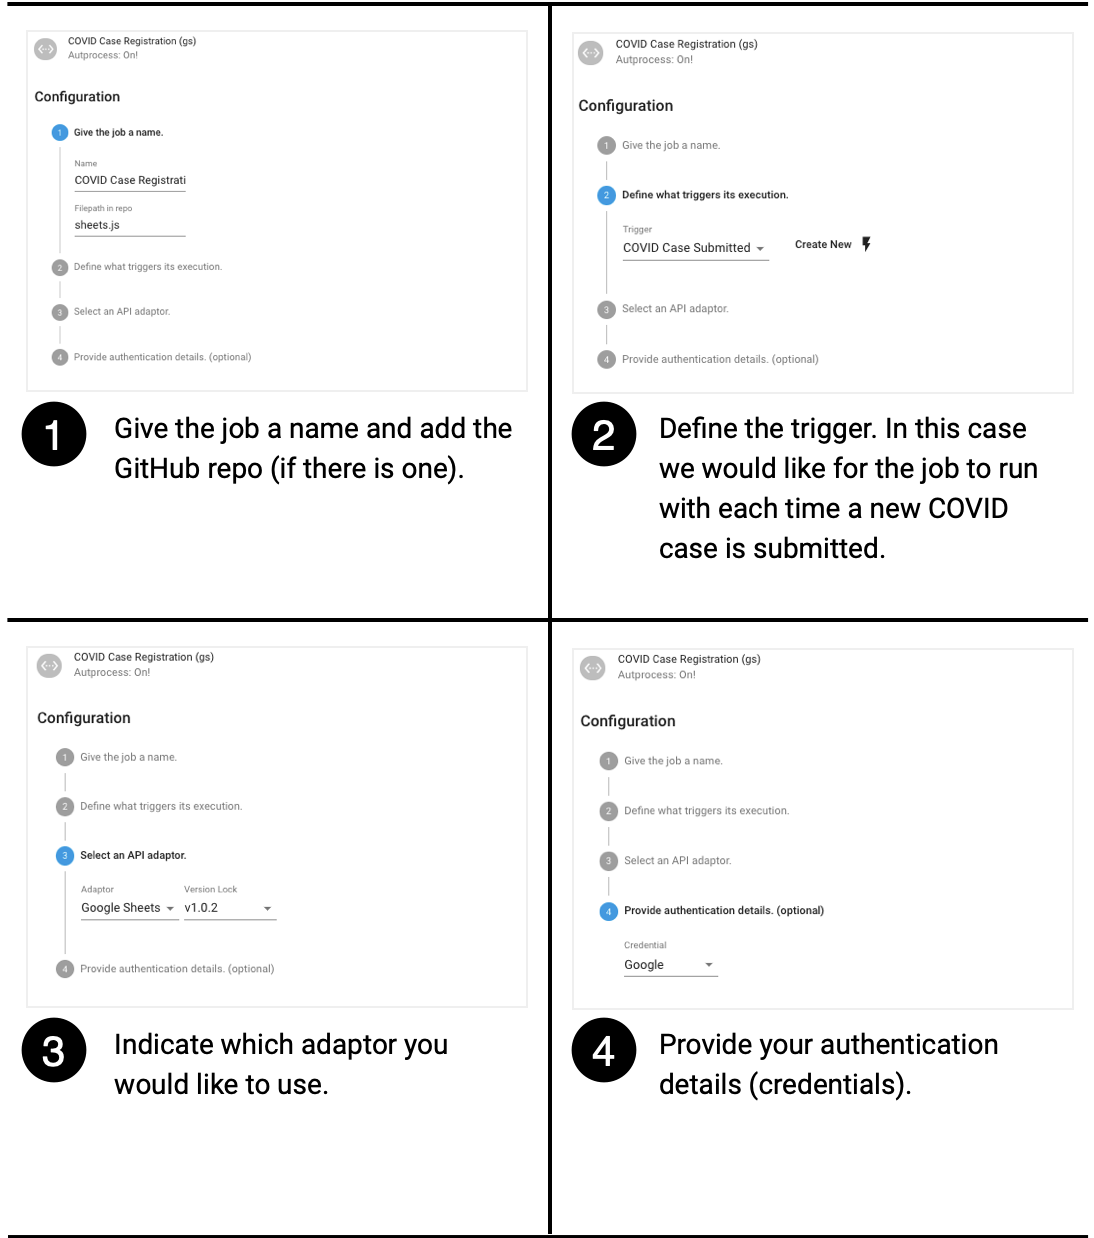 COVID Case Registration (gs)
Autprocess: On!
Configuration
1 Give the job a name.
Name
COVID Case Registrati
Filepath in repo
sheets.js
2 Define what triggers its execution.
3 Select an API adaptor.
4 Provide authentication details. (optional)
1 Give the job a name and add the
GitHub repo (if there is one).
COVID Case Registration (gs)
Autprocess: On!
Configuration
1 Give the job a name.
2 Define what triggers its execution.
Trigger
COVID Case Submitted Create New
3 Select an API adaptor.
4 Provide authentication details. (optional)
2 Define the trigger. In this case
we would like for the job to run
with each time a new COVID
case is submitted.
COVID Case Registration (gs)
Autprocess: On!
Configuration
1 Give the job a name.
2 Define what triggers its execution.
3 Select an API adaptor.
Adaptor Version Lock
Google Sheets v1.0.2
4 Provide authentication details. (optional)
3 Indicate which adaptor you
would like to use.
COVID Case Registration (gs)
Autprocess: On!
Configuration
1 Give the job a name.
2 Define what triggers its execution.
3 Select an API adaptor.
4 Provide authentication details. (optional)
Credential
Google
4 Provide your authentication
details (credentials).